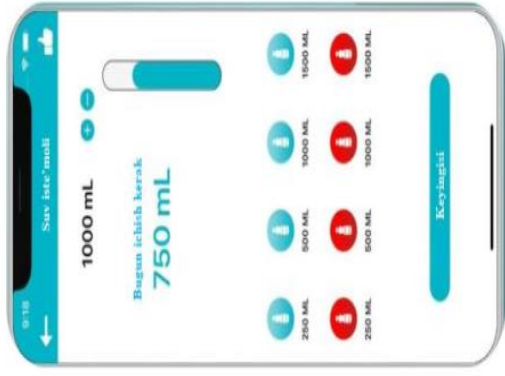 9:18
Suv iste'moli
1000 mL
Bugun ichish kerak
750 mL
250 ML 500 ML 1000 ML 1500 ML
250 ML 500 ML 1000 ML 1500 ML
Keyingisi